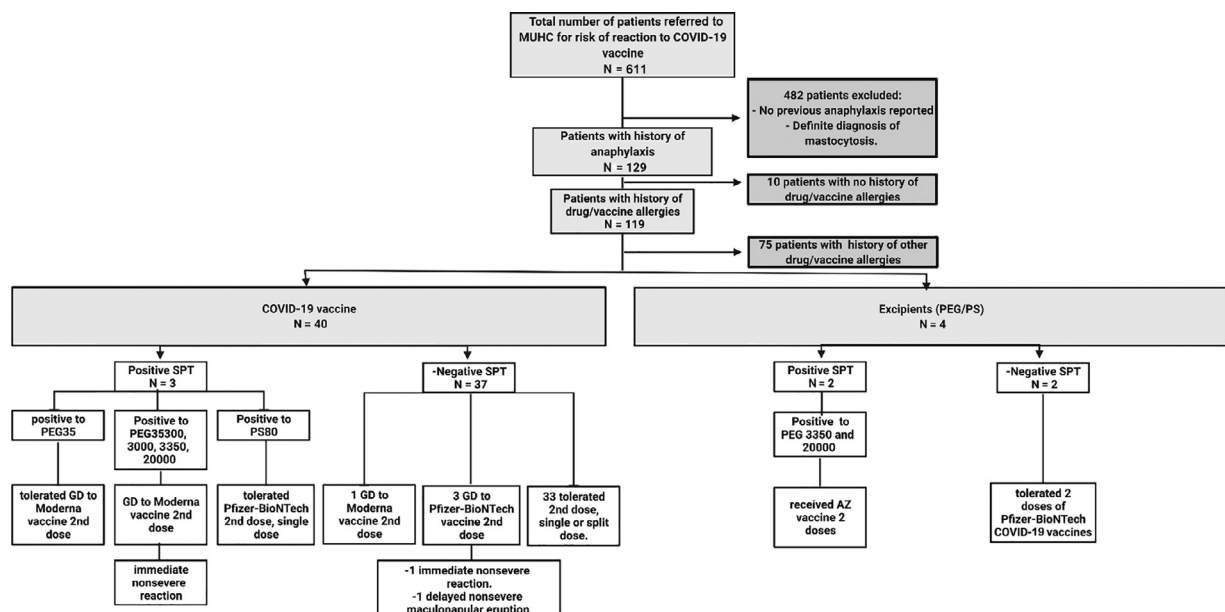 Total number of patients referred to
MUHC for risk of reaction to COVID-19
vaccine
N = 611
482 patients excluded:
- No previous anaphylaxis reported
- Definite diagnosis of
mastocytosis.
Patients with history of
anaphylaxis
N = 129
10 patients with no history of
drug/vaccine allergies
Patients with history of
drug/vaccine allergies
N = 119
75 patients with history of other
drug/vaccine allergies
COVID-19 vaccine
N = 40
Excipients (PEG/PS)
N = 4
Positive SPT
N = 3
-Negative SPT
N = 37
Positive SPT
N = 2
-Negative SPT
N = 2
positive to
PEG35
Positive to
PEG35300,
3000, 3350,
20000
Positive to
PS80
Positive to
PEG 3350 and
20000
tolerated GD to
Moderna
vaccine 2nd
dose
GD to Moderna
vaccine 2nd
dose
tolerated
Pfizer-BioNTech
2nd dose, single
dose
1 GD to
Moderna
vaccine 2nd
dose
3 GD to
Pfizer-BioNTech
vaccine 2nd
dose
33 tolerated
2nd dose,
single or split
dose.
received AZ
vaccine 2
doses
tolerated 2
doses of
Pfizer-BioNTech
COVID-19 vaccines
immediate
nonsevere
reaction
-1 immediate nonsevere
reaction.
-1 delayed nonsevere
maculopapular eruption